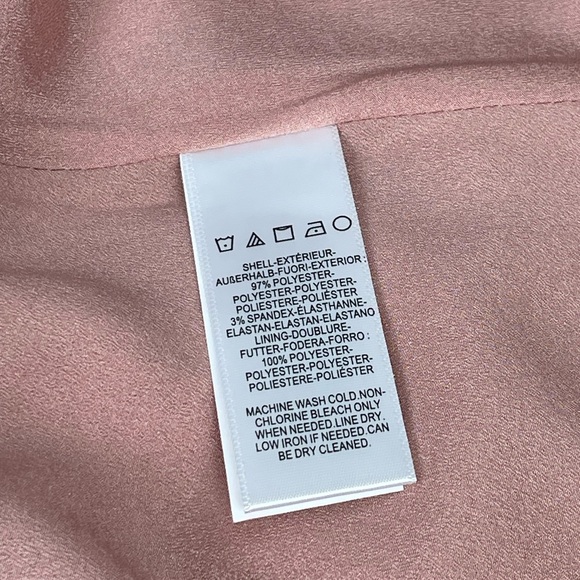 SHELL-EXTÉRIEUR-
AUßERHALB-FUORI-EXTERIOR:
97% POLYESTER-
POLYESTER-POLYESTER-
POLIESTERE-POLIÉSTER
3% SPANDEX-ÉLASTHANNE-
ELASTAN-ELASTAN-ELASTANO
LINING-DOUBLURE-
FUTTER-FODERA-FORRO:
100% POLYESTER-
POLYESTER-POLYESTER-
POLIESTERE-POLIÉSTER
MACHINE WASH COLD.NON-
CHLORINE BLEACH ONLY
WHEN NEEDED.LINE DRY.
LOW IRON IF NEEDED.CAN
BE DRY CLEANED.